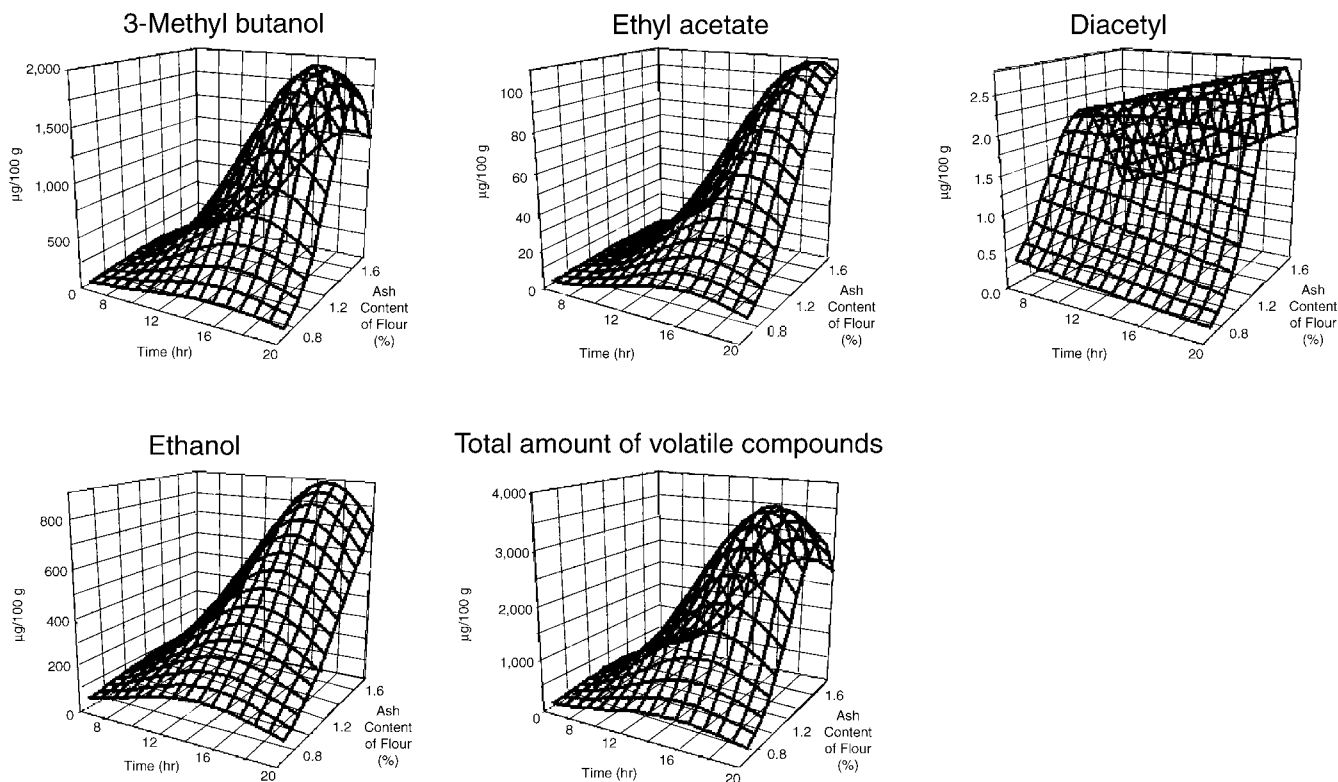 3-Methyl butanol
2,000
1,500
1,000
500
0
µg/100 g
8
12
16
20
Time (hr)
0.8
1.2
1.6
Ash
Content
of Flour
(%)
Ethyl acetate
100
80
60
40
20
0
µg/100 g
8
12
16
20
Time (hr)
0.8
1.2
1.6
Ash
Content
of Flour
(%)
Diacetyl
2.5
2.0
1.5
1.0
0.5
0.0
µg/100 g
8
12
16
20
Time (hr)
0.8
1.2
1.6
Ash
Content
of Flour
(%)
Ethanol
800
600
400
200
0
µg/100 g
8
12
16
20
Time (hr)
0.8
1.2
1.6
Ash
Content
of Flour
(%)
Total amount of volatile compounds
4,000
3,000
2,000
1,000
0
µg/100 g
8
12
16
20
Time (hr)
0.8
1.2
1.6
Ash
Content
of Flour
(%)